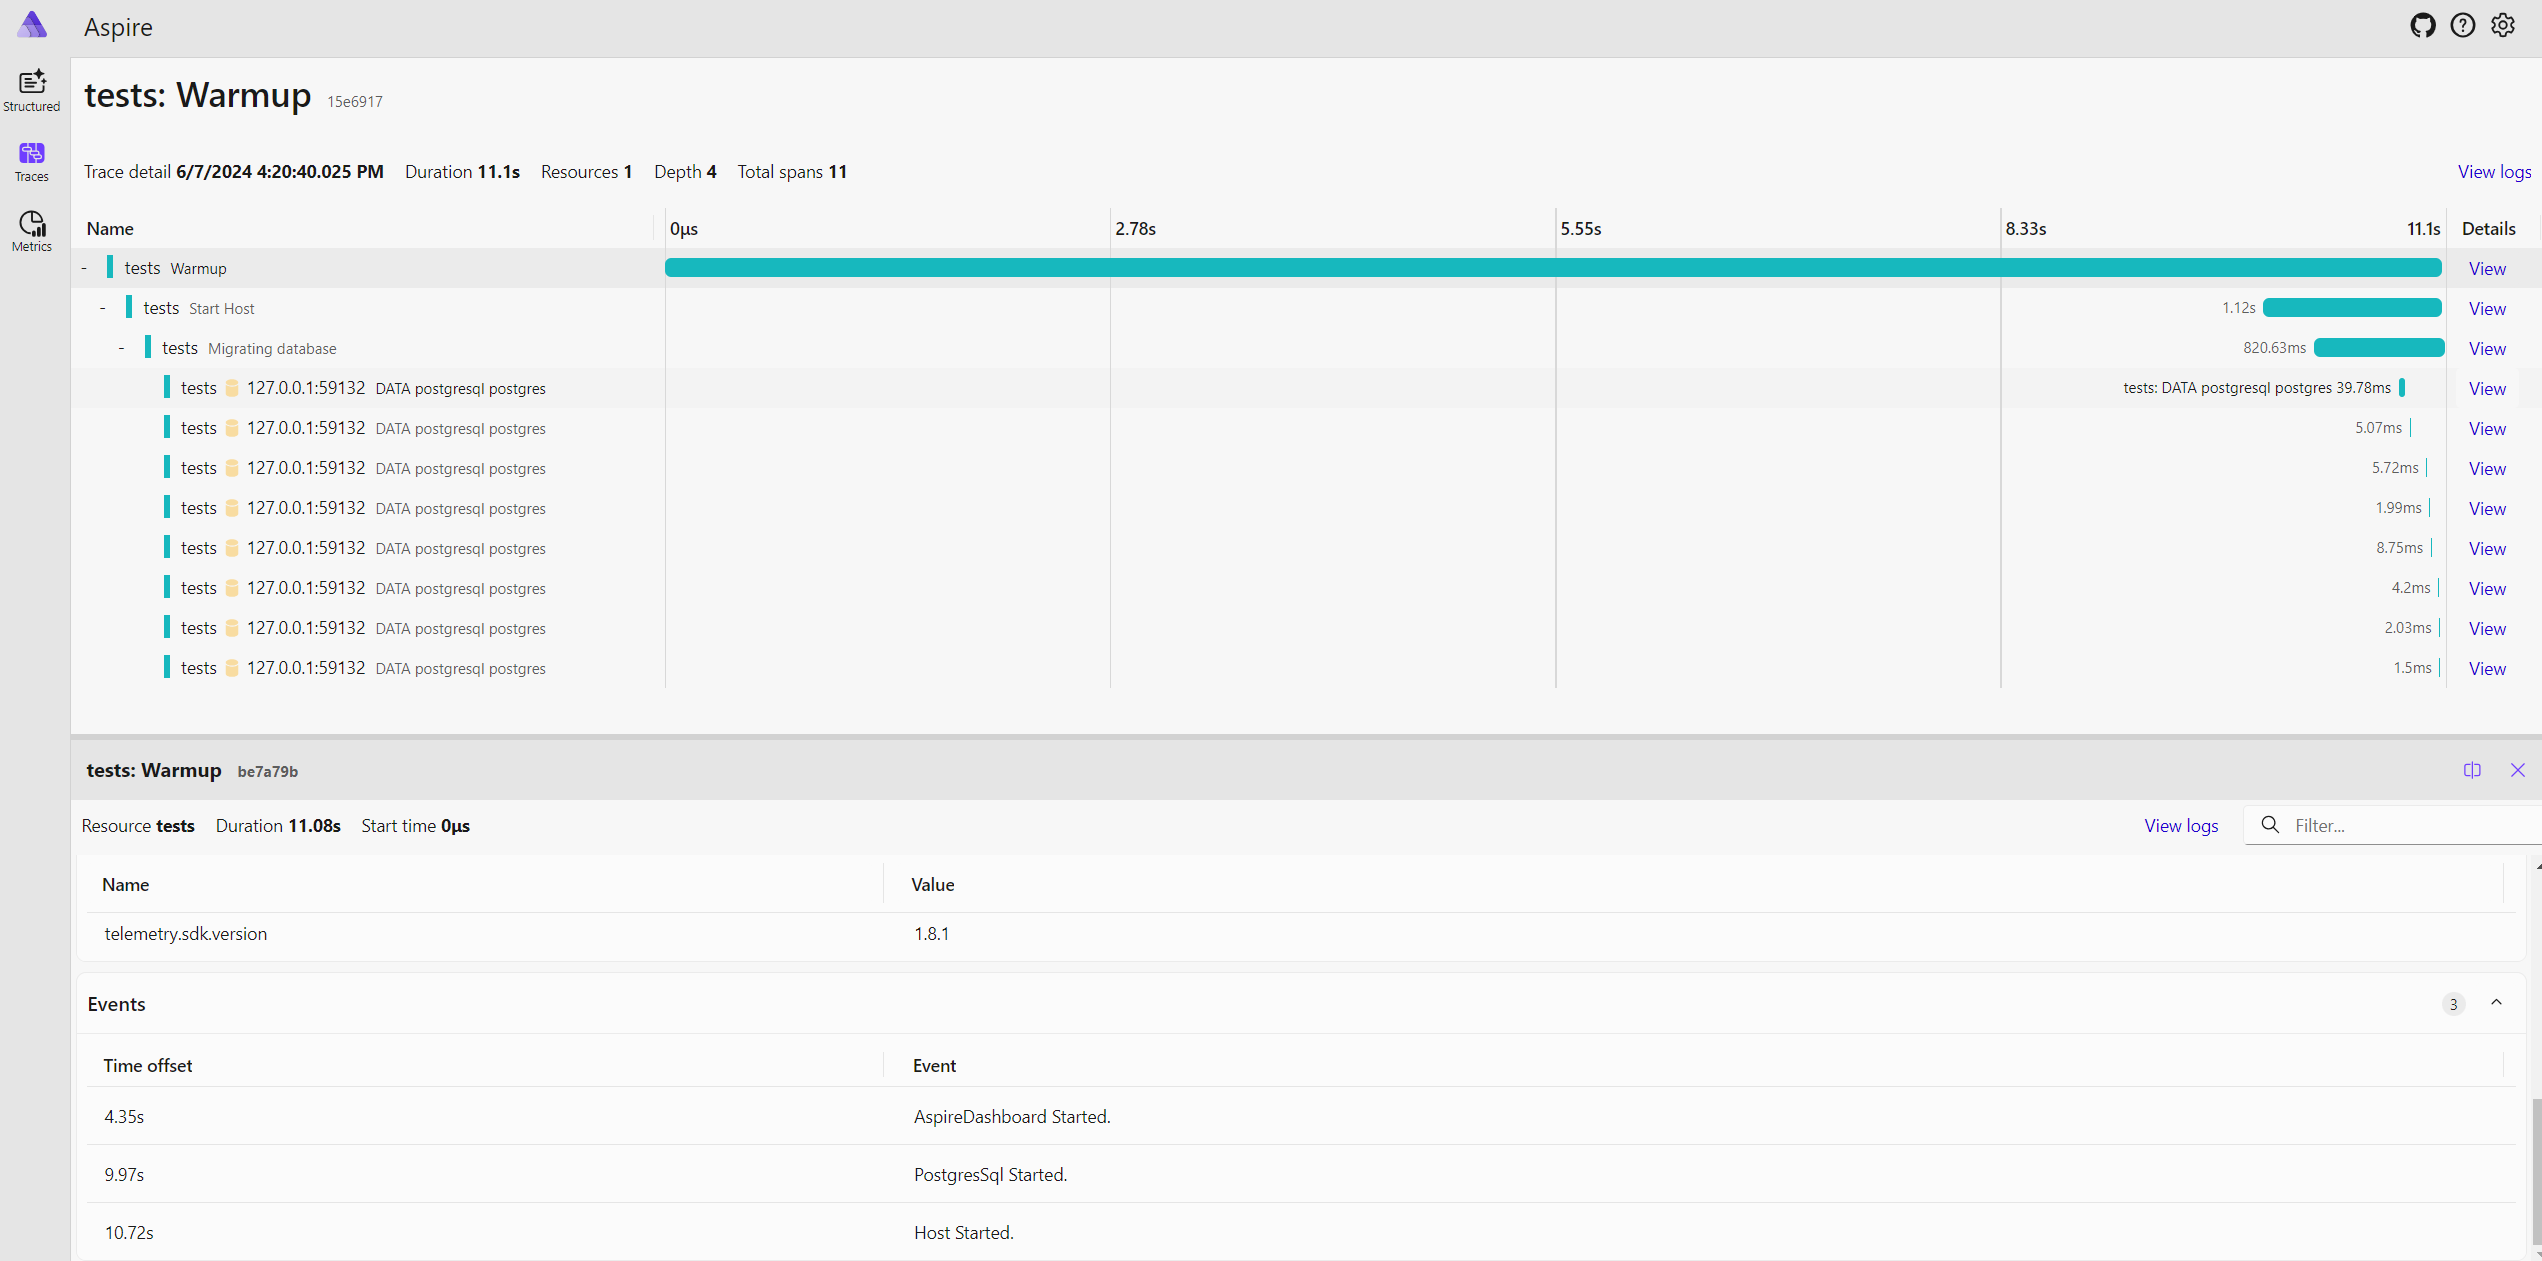 Aspire
Structured
Traces
Metrics
tests: Warmup 15e6917
Trace detail 6/7/2024 4:20:40.025 PM Duration 11.1s Resources 1 Depth 4 Total spans 11 View logs
Name 0µs 2.78s 5.55s 8.33s 11.1s Details
- tests Warmup View
- tests Start Host 1.12s View
- tests Migrating database 820.63ms View
tests 127.0.0.1:59132 DATA postgresql postgres tests: DATA postgresql postgres 39.78ms View
tests 127.0.0.1:59132 DATA postgresql postgres 5.07ms View
tests 127.0.0.1:59132 DATA postgresql postgres 5.72ms View
tests 127.0.0.1:59132 DATA postgresql postgres 1.99ms View
tests 127.0.0.1:59132 DATA postgresql postgres 8.75ms View
tests 127.0.0.1:59132 DATA postgresql postgres 4.2ms View
tests 127.0.0.1:59132 DATA postgresql postgres 2.03ms View
tests 127.0.0.1:59132 DATA postgresql postgres 1.5ms View
tests: Warmup be7a79b
Resource tests Duration 11.08s Start time 0µs View logs Filter...
Name Value
telemetry.sdk.version 1.8.1
Events 3
Time offset Event
4.35s AspireDashboard Started.
9.97s PostgresSql Started.
10.72s Host Started.